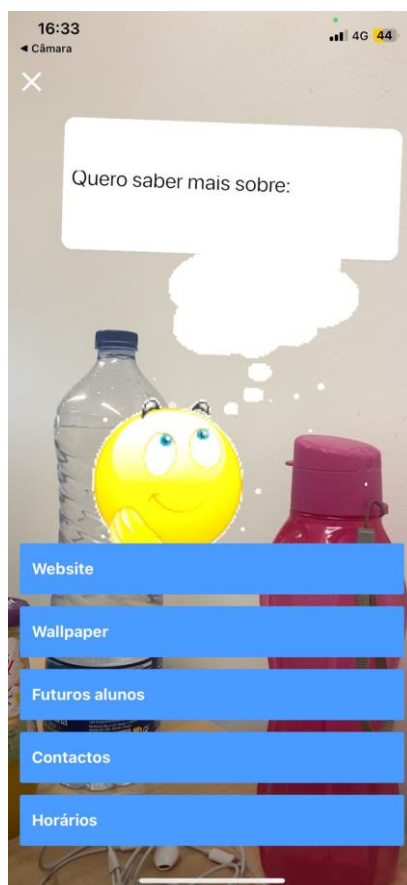 16:33
4G 44
Câmara
Quero saber mais sobre:
Website
Wallpaper
Futuros alunos
Contactos
Horários